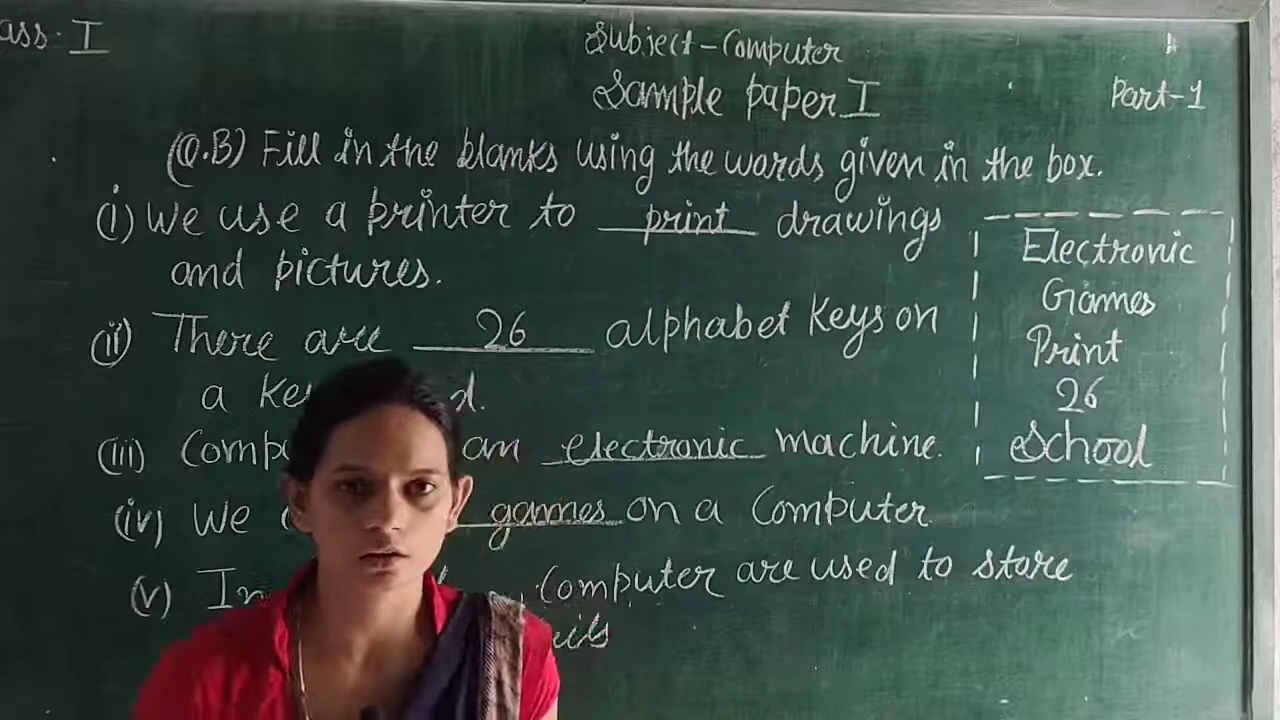 ass. I
Subject-Computer
Sample paper I
Part-1
(Q.B) Fill in the blanks using the words given in the box.
(i) We use a printer to print drawings
and pictures.
(ii) There are 26 alphabet keys on
a
(iii) an electronic machine.
(iv) We games on a computer.
(v) In computer are used to store
Electronic
Games
Print
26
School